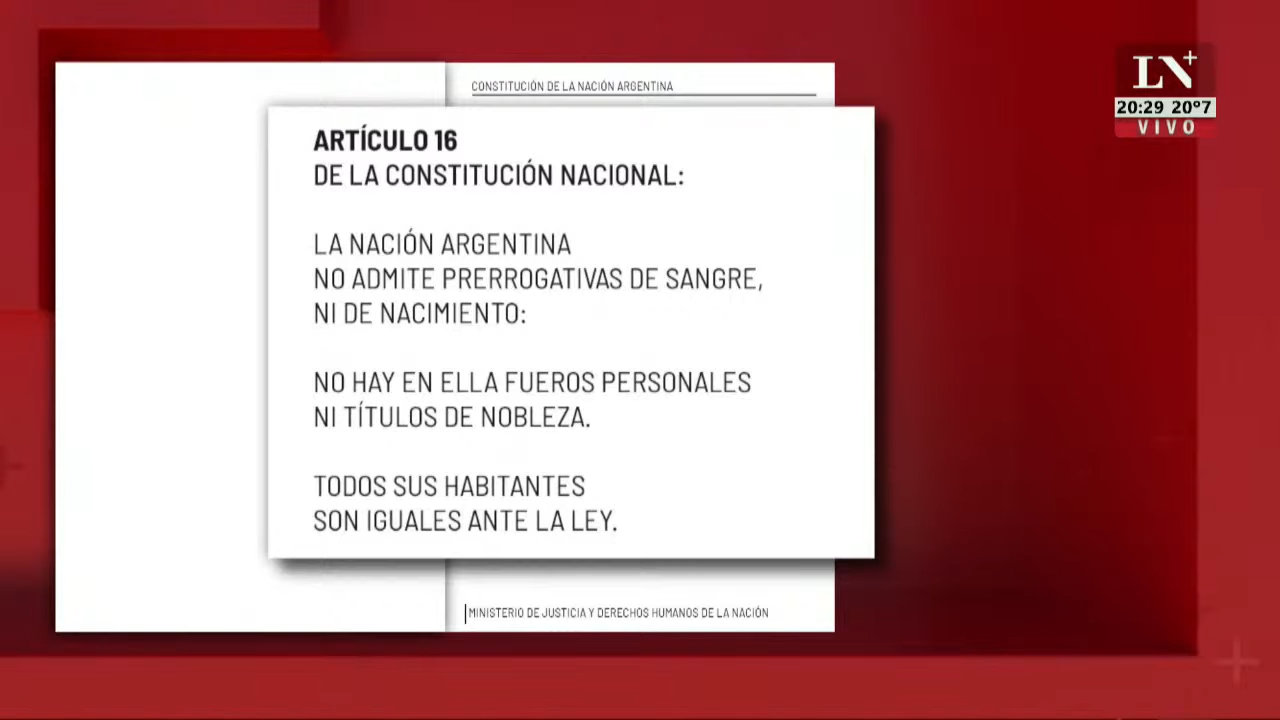 CONSTITUCIÓN DE LA NACIÓN ARGENTINA
ARTÍCULO 16
DE LA CONSTITUCIÓN NACIONAL:
LA NACIÓN ARGENTINA
NO ADMITE PRERROGATIVAS DE SANGRE,
NI DE NACIMIENTO:
NO HAY EN ELLA FUEROS PERSONALES
NI TÍTULOS DE NOBLEZA.
TODOS SUS HABITANTES
SON IGUALES ANTE LA LEY.
MINISTERIO DE JUSTICIA Y DERECHOS HUMANOS DE LA NACIÓN
LN+
20:29 20°7
VIVO